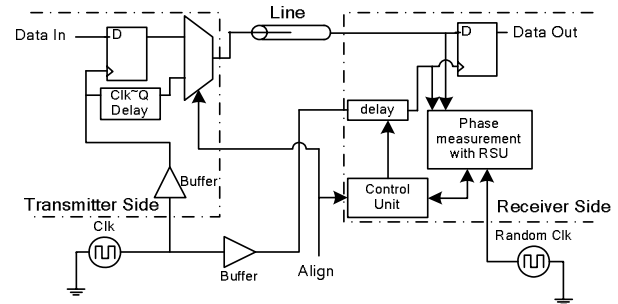 Line
Data In
D
D
Data Out
Clk~Q
Delay
delay
Phase
measurement
with RSU
Buffer
Transmitter Side
Control
Unit
Receiver Side
Clk
Random Clk
Buffer
Align